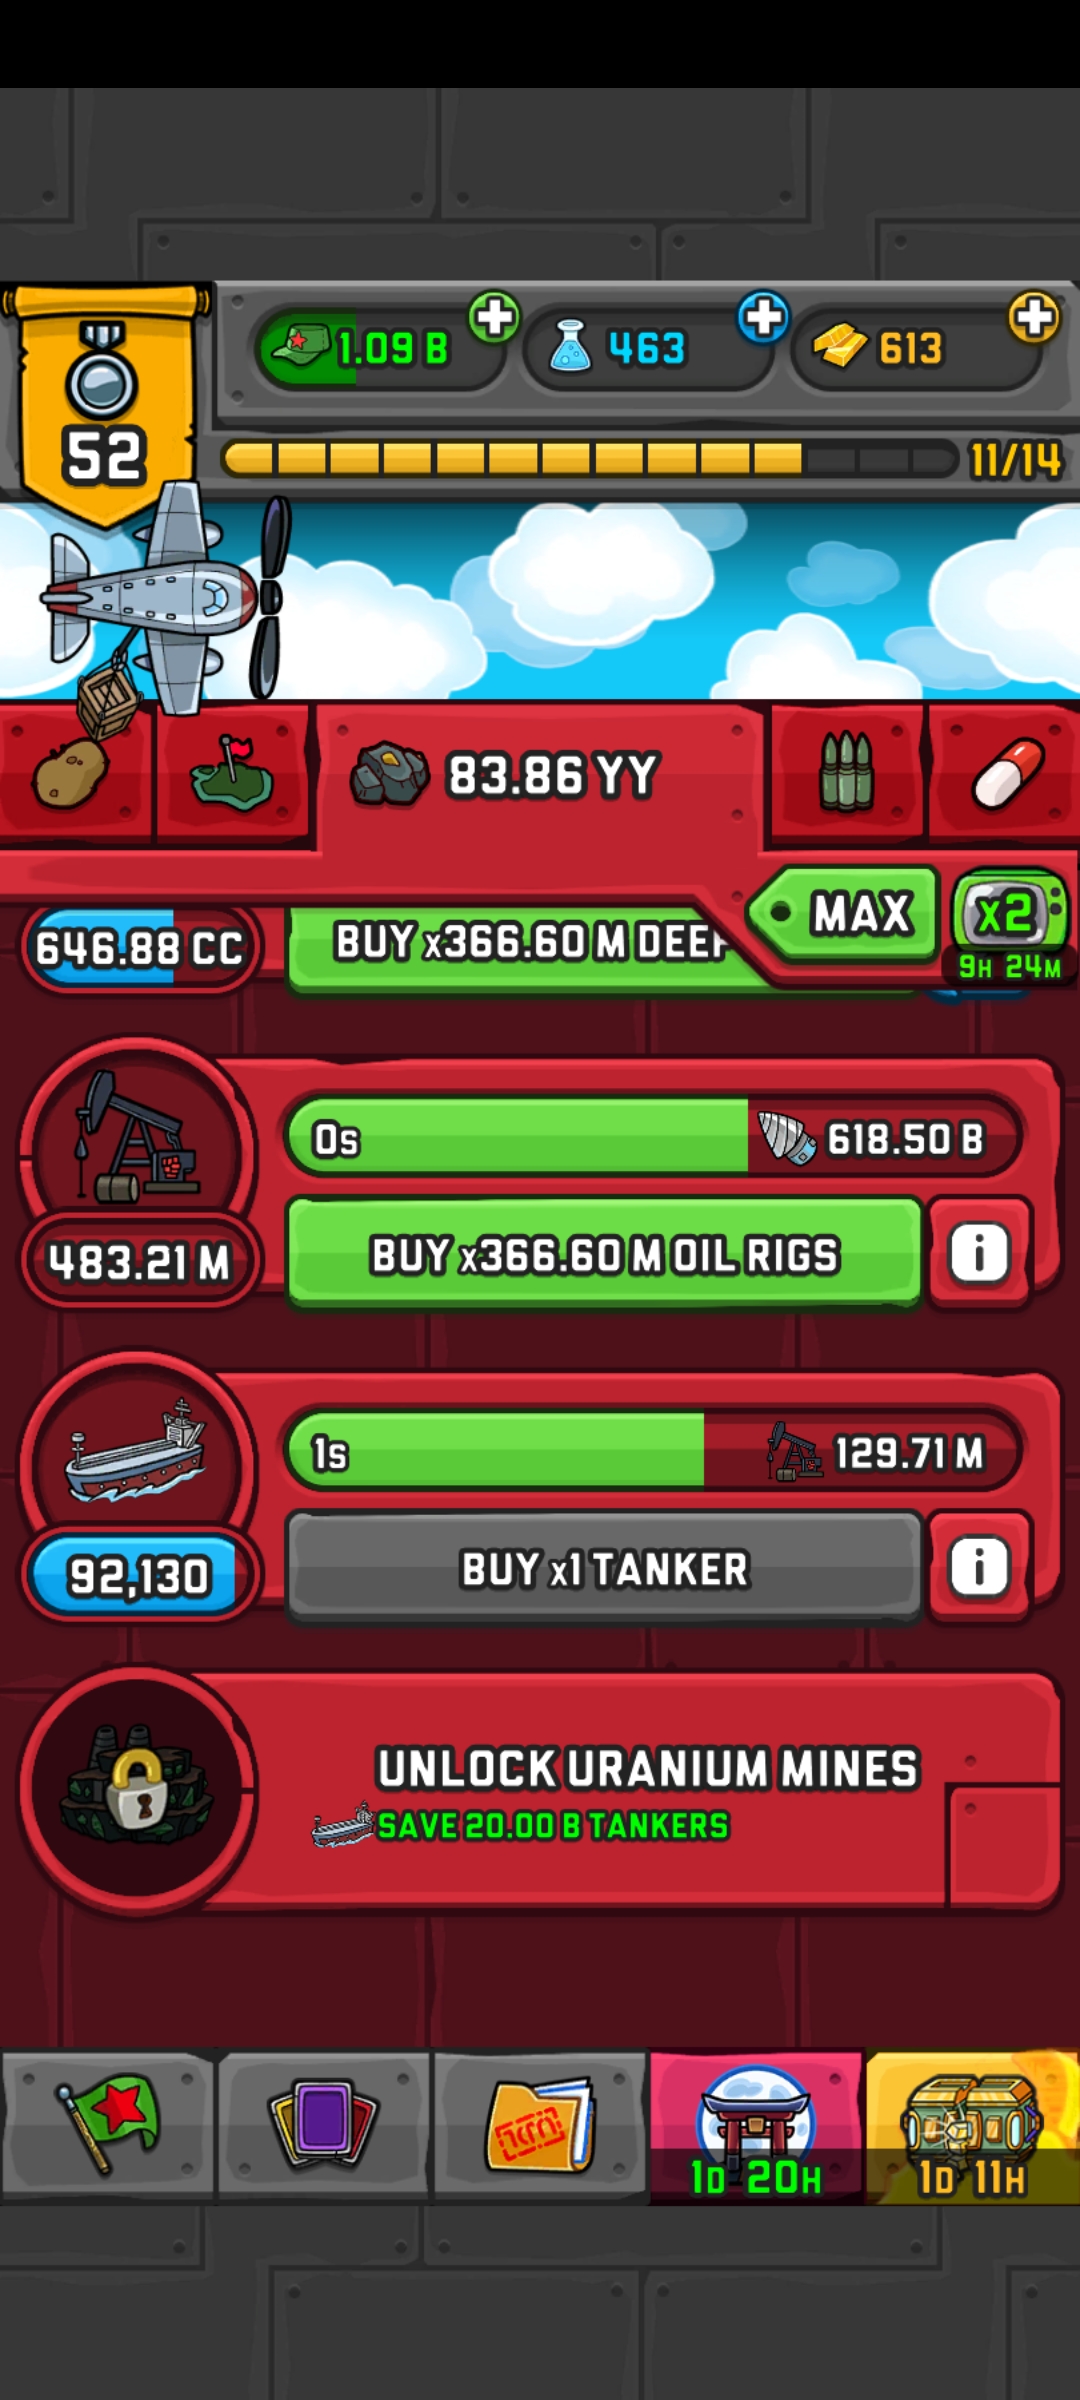 1.09 B
463
613
52
11/14
83.86 YY
MAX
x2
9H 24M
646.88 CC
BUY x366.60 M DEEP
0s
618.50 B
483.21 M
BUY x366.60 M OIL RIGS
i
1s
129.71 M
92,130
BUY x1 TANKER
i
UNLOCK URANIUM MINES
SAVE 20.00 B TANKERS
1D 20H
1D 11H